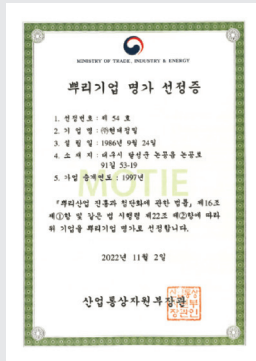 MINISTRY OF TRADE, INDUSTRY & ENERGY
뿌리기업 명가 선정증
1. 선정번호 : 제 54 호
2. 기 업 명 : (주)현대정밀
3. 설 립 일 : 1986년 9월 24일
4. 소 재 지 : 대구시 달성군 논공읍 논공로
91길 53-19
5. 가업 승계연도 : 1997년
MOTIE
「뿌리산업 진흥과 첨단화에 관한 법률」 제16조
제①항 및 같은 법 시행령 제22조 제②항에 따라
위 기업을 뿌리기업 명가로 선정합니다.
2022년 11월 2일
산업통상자원부장관